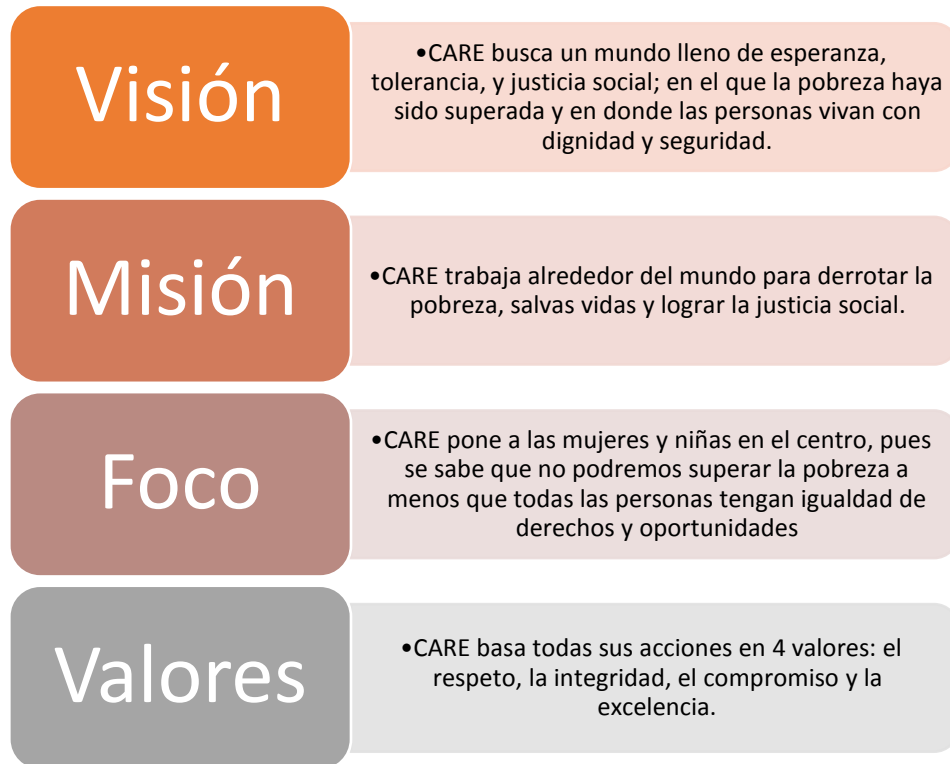 Visión
•CARE busca un mundo lleno de esperanza,
tolerancia, y justicia social; en el que la pobreza haya
sido superada y en donde las personas vivan con
dignidad y seguridad.
Misión
•CARE trabaja alrededor del mundo para derrotar la
pobreza, salvas vidas y lograr la justicia social.
Foco
•CARE pone a las mujeres y niñas en el centro, pues
se sabe que no podremos superar la pobreza a
menos que todas las personas tengan igualdad de
derechos y oportunidades
Valores
•CARE basa todas sus acciones en 4 valores: el
respeto, la integridad, el compromiso y la
excelencia.